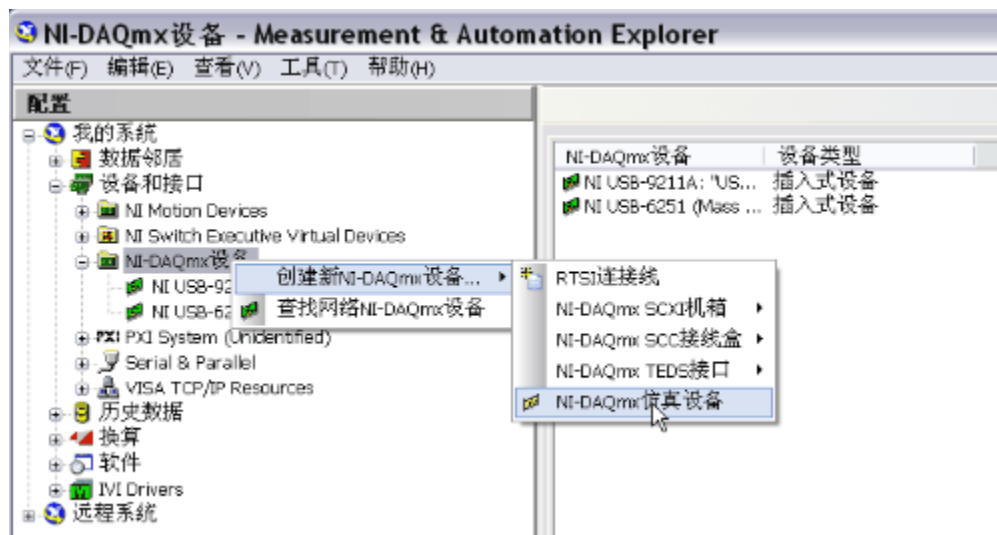 NI-DAQmx设备 - Measurement & Automation Explorer
文件(F) 编辑(E) 查看(V) 工具(T) 帮助(H)
配置
我的系统
数据邻居
设备和接口
NI Motion Devices
NI Switch Executive Virtual Devices
NI-DAQmx设备
NI USB-92
NI USB-62
PXI PXI System (Unidentified)
Serial & Parallel
VISA TCP/IP Resources
历史数据
换算
软件
IVI Drivers
远程系统
创建新NI-DAQmx设备...
查找网络NI-DAQmx设备
RTSI连接线
NI-DAQmx SCXI机箱
NI-DAQmx SCC接线盒
NI-DAQmx TEDS接口
NI-DAQmx仿真设备
NI-DAQmx设备 设备类型
NI USB-9211A: "US... 插入式设备
NI USB-6251 (Mass ... 插入式设备